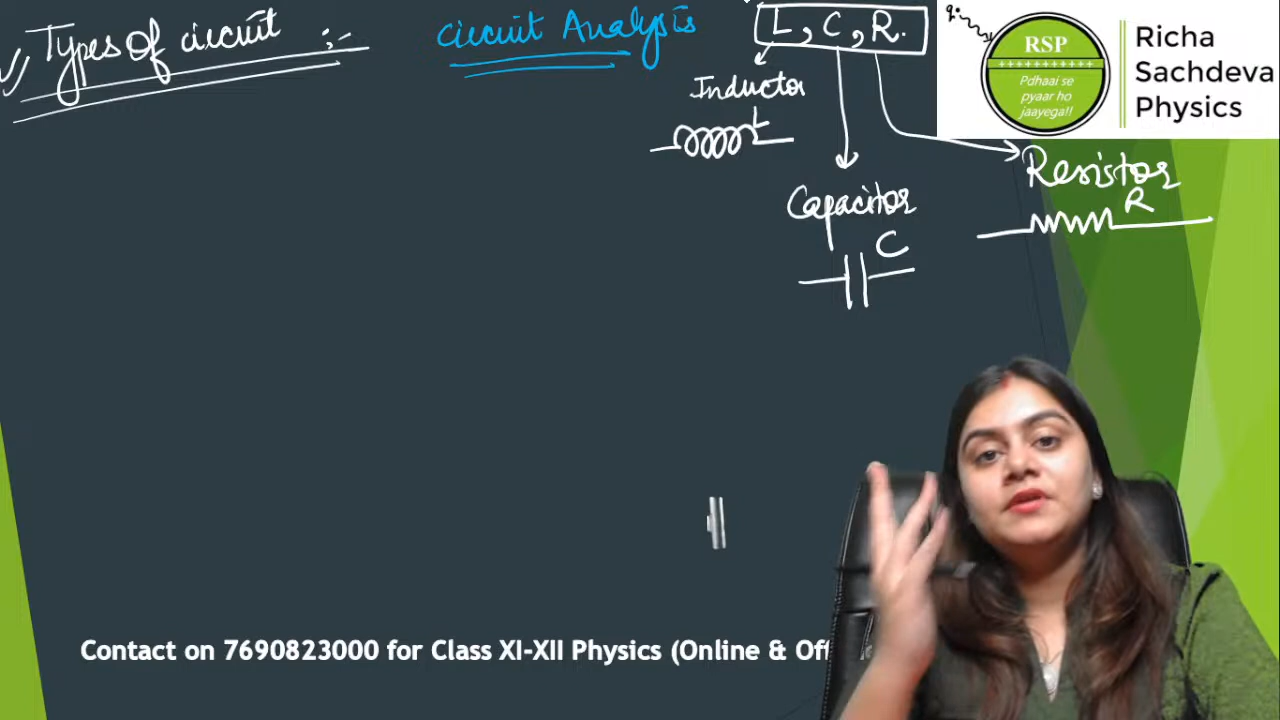 Types of circuit :-
Circuit Analysis
L, C, R.
Inductor
L
Capacitor
C
Resistor
R
RSP
Pdhaai se
pyaar ho
jaayega!!
Richa
Sachdeva
Physics
Contact on 7690823000 for Class XI-XII Physics (Online & Off